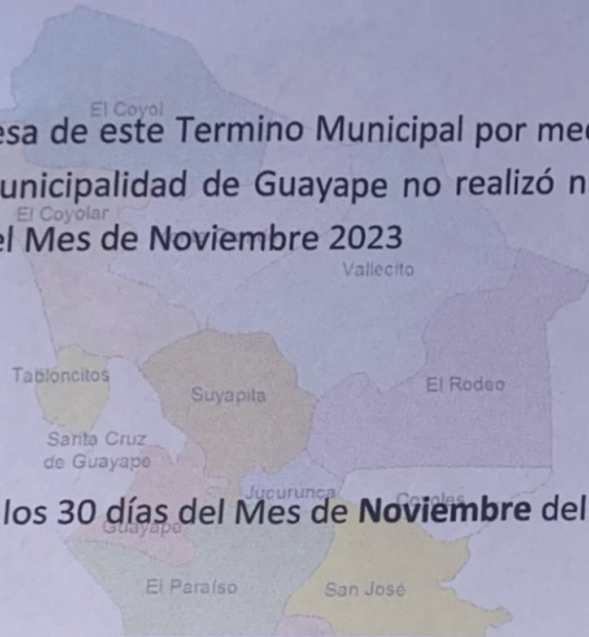 El Coyol
esa de este Termino Municipal por me
unicipalidad de Guayape no realizó n
El Coyolar
el Mes de Noviembre 2023
Vallecito
Tabloncitos
Suyapita
El Rodeo
Santa Cruz
de Guayape
Jucurunca
los 30 días del Mes de Noviembre del
Guayape
El Paraíso
San José